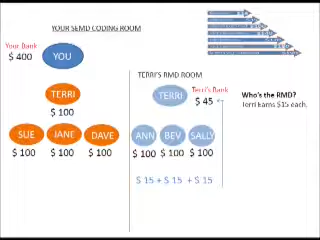 YOUR SEMD CODING ROOM
Your Bank
$ 400
YOU
TERRI'S RMD ROOM
TERRI
$ 100
TERRI
Terri's Bank
$ 45
Who's the RMD?
Terri earns $15 each.
SUE
JANE
DAVE
ANN
BEV
SALLY
$ 100
$ 100
$ 100
$ 100
$ 100
$ 100
$ 15 + $ 15 + $ 15